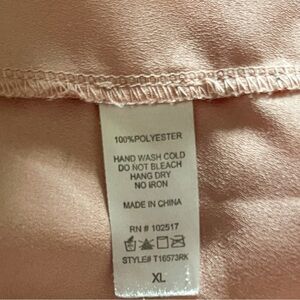 100%POLYESTER
HAND WASH COLD
DO NOT BLEACH
HANG DRY
NO IRON
MADE IN CHINA
RN # 102517
STYLE# T16573RK
XL